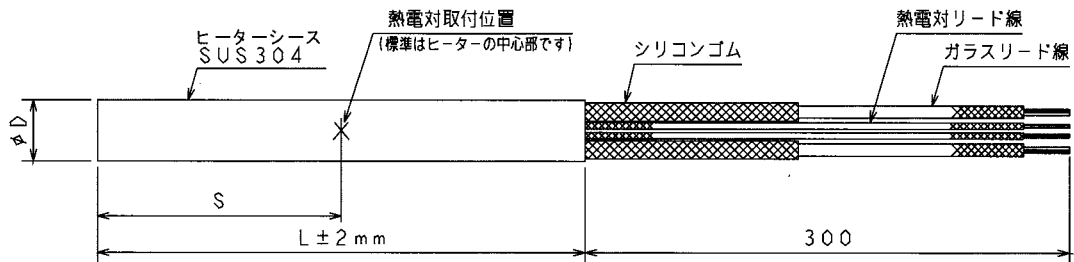 熱電対取付位置
(標準はヒーターの中心部です)
ヒーターシース
SUS304
シリコンゴム
熱電対リード線
ガラスリード線
φD
S
L±2mm
300